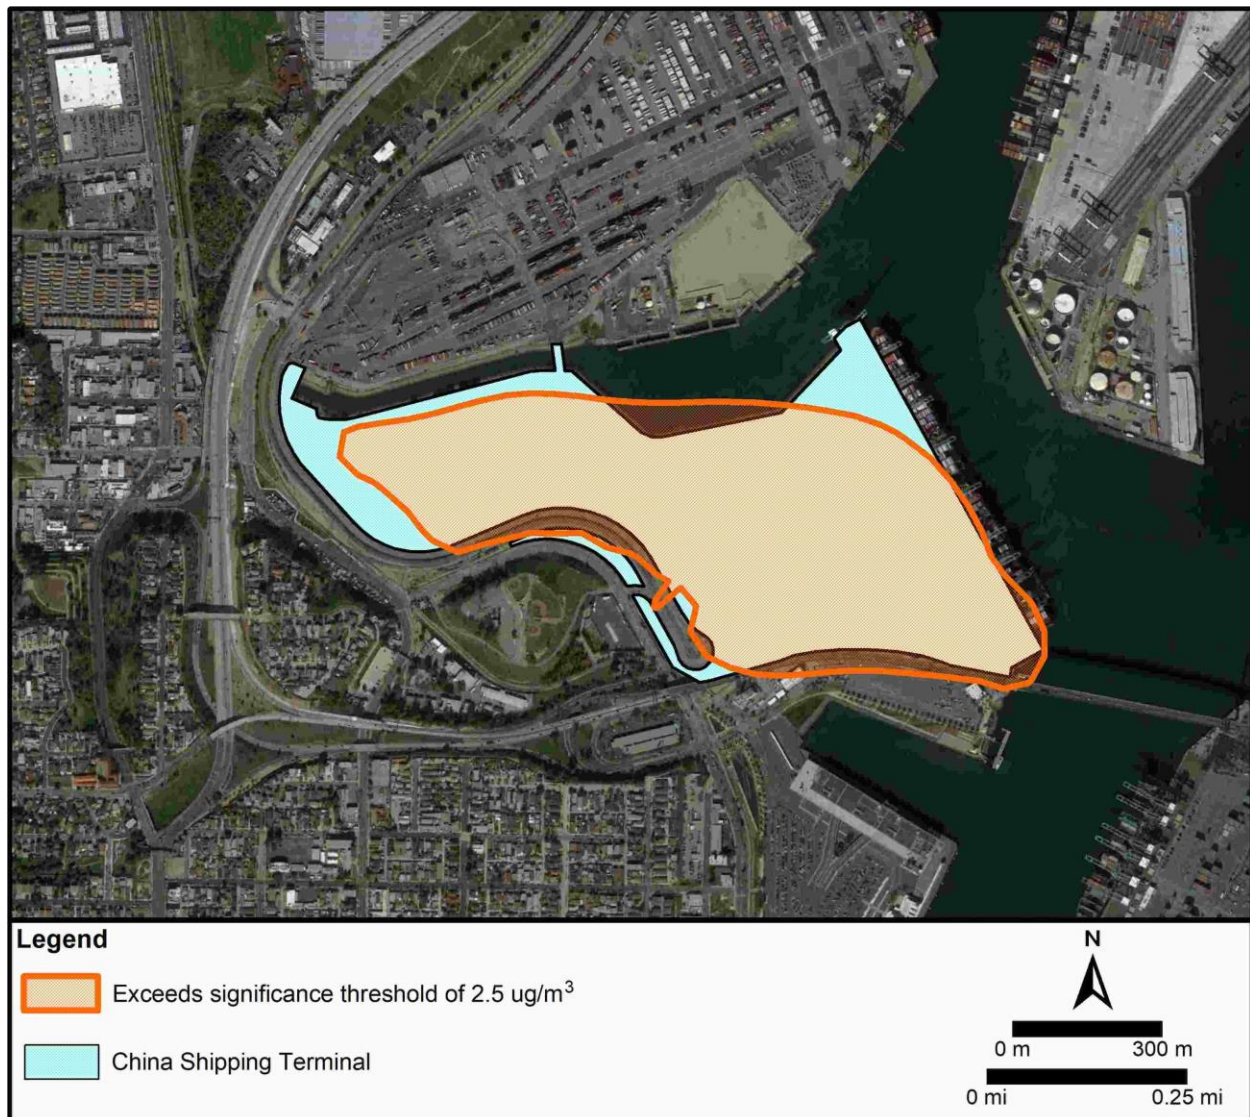 Legend
Exceeds significance threshold of 2.5 ug/m³
China Shipping Terminal
N
0 m 300 m
0 mi 0.25 mi